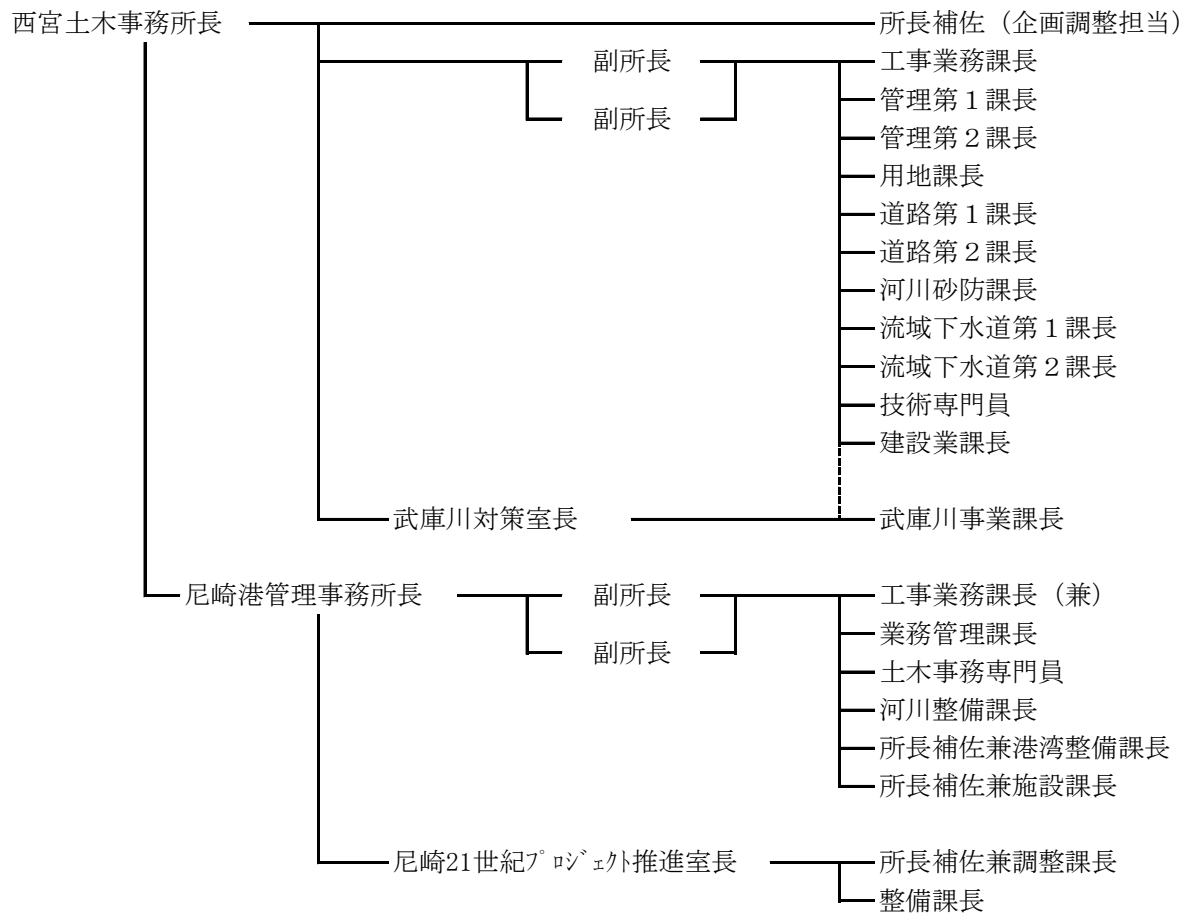 西宮土木事務所長 所長補佐（企画調整担当）
副所長 工事業務課長
管理第１課長
副所長
管理第２課長
用地課長
道路第１課長
道路第２課長
河川砂防課長
流域下水道第１課長
流域下水道第２課長
技術専門員
建設業課長
武庫川対策室長 武庫川事業課長
尼崎港管理事務所長 副所長 工事業務課長（兼）
業務管理課長
副所長
土木事務専門員
河川整備課長
所長補佐兼港湾整備課長
所長補佐兼施設課長
尼崎21世紀ﾌﾟﾛｼﾞｪｸﾄ推進室長 所長補佐兼調整課長
整備課長